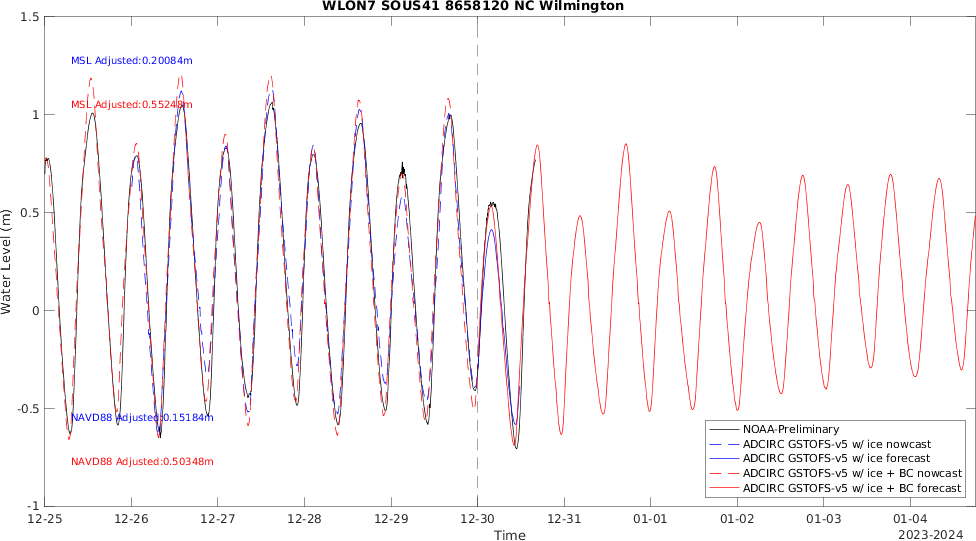 WLON7 SOUS41 8658120 NC Wilmington
1.5
1
0.5
0
-0.5
-1
Water Level (m)
MSL Adjusted:0.20084m
MSL Adjusted:0.55248m
NAVD88 Adjusted:0.15184m
NAVD88 Adjusted:0.50348m
NOAA-Preliminary
ADCIRC GSTOFS-v5 w/ ice nowcast
ADCIRC GSTOFS-v5 w/ ice forecast
ADCIRC GSTOFS-v5 w/ ice + BC nowcast
ADCIRC GSTOFS-v5 w/ ice + BC forecast
12-25 12-26 12-27 12-28 12-29 12-30 12-31 01-01 01-02 01-03 01-04
Time
2023-2024